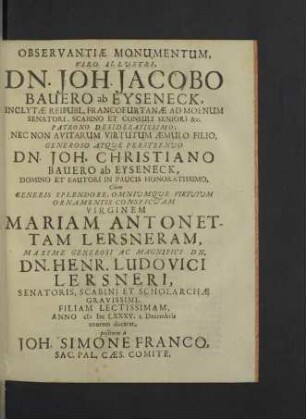 OBSERVANTIÆ MONUMENTUM,
VIRO ILLUSTRI,
DN. JOH. JACOBO
BAUERO ab EYSENECK,
INCLYTÆ REIPUBL. FRANCOFURTANÆ AD MOENUM
SENATORI, SCABINO ET CONSULI SENIORI &c.
PATRONO DESIDERATISSIMO;
NEC NON AVITARUM VIRTUTUM ÆMULO FILIO,
GENEROSO ATQUE PERSTRENUO
DN. JOH. CHRISTIANO
BAUERO ab EYSENECK,
DOMINO ET FAUTORI IN PAUCIS HONORATISSIMO,
Cùm
GENERIS SPLENDORE, OMNIUMQUE VIRTUTUM
ORNAMENTIS CONSPICUAM
VIRGINEM
MARIAM ANTONET-
TAM LERSNERAM,
MAXIME GENEROSI AC MAGNIFICI DN.
DN. HENR. LUDOVICI
LERSNERI,
SENATORIS, SCABINI ET SCHOLARCHÆ
GRAVISSIMI,
FILIAM LECTISSIMAM,
ANNO LXXXV. Decembris
uxorem duceret,
positum à
JOH. SIMONE FRANCO,
SAC. PAL. CÆS. COMITE.